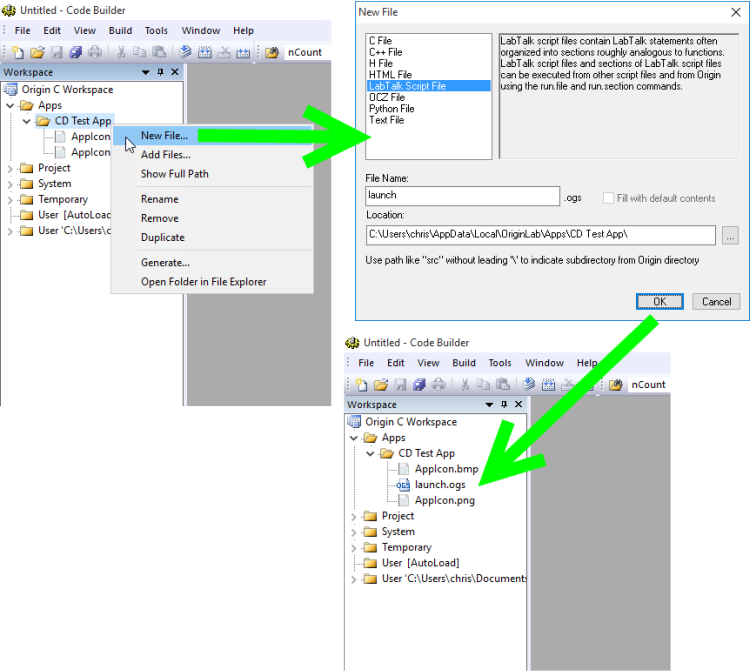 Untitled - Code Builder
File Edit View Build Tools Window Help
nCount
Workspace
Origin C Workspace
Apps
CD Test App
AppIcon
AppIcon
Project
System
Temporary
User [AutoLoad
User 'C:\Users\c
New File...
Add Files...
Show Full Path
Rename
Remove
Duplicate
Generate...
Open Folder in File Explorer
New File
C File
C++ File
H File
HTML File
LabTalk Script File
OCZ File
Python File
Text File
LabTalk script files contain LabTalk statements often
organized into sections roughly analogous to functions.
LabTalk script files and sections of LabTalk script files
can be executed from other script files and from Origin
using the run.file and run.section commands.
File Name:
launch
.ogs
Fill with default contents
Location:
C:\Users\chris\AppData\Local\OriginLab\Apps\CD Test App\
...
Use path like "src" without leading '\' to indicate subdirectory from Origin directory
OK
Cancel
Untitled - Code Builder
File Edit View Build Tools Window Help
nCount
Workspace
Origin C Workspace
Apps
CD Test App
AppIcon.bmp
OGS launch.ogs
AppIcon.png
Project
System
Temporary
User [AutoLoad]
User 'C:\Users\chris\Documents